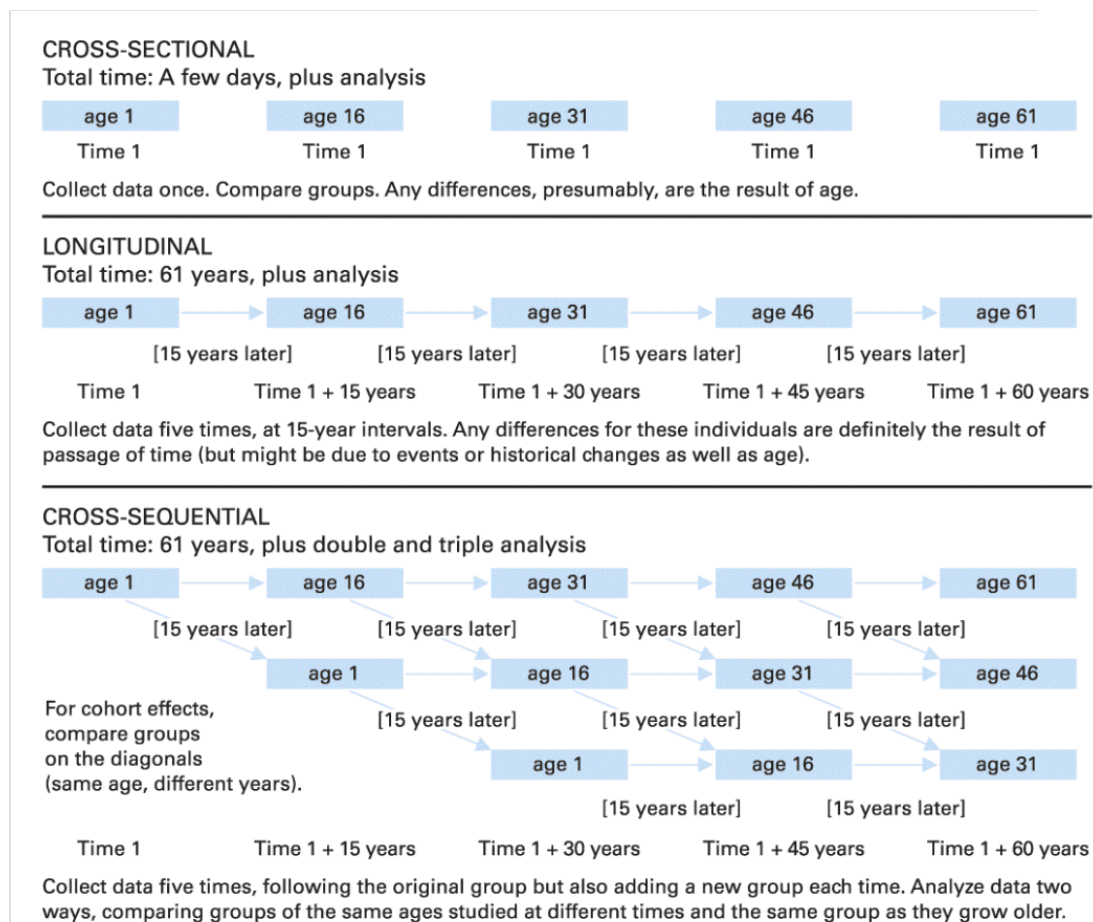 CROSS-SECTIONAL
Total time: A few days, plus analysis
age 1 age 16 age 31 age 46 age 61
Time 1 Time 1 Time 1 Time 1 Time 1
Collect data once. Compare groups. Any differences, presumably, are the result of age.
LONGITUDINAL
Total time: 61 years, plus analysis
age 1 age 16 age 31 age 46 age 61
[15 years later] [15 years later] [15 years later] [15 years later]
Time 1 Time 1 + 15 years Time 1 + 30 years Time 1 + 45 years Time 1 + 60 years
Collect data five times, at 15-year intervals. Any differences for these individuals are definitely the result of
passage of time (but might be due to events or historical changes as well as age).
CROSS-SEQUENTIAL
Total time: 61 years, plus double and triple analysis
age 1 age 16 age 31 age 46 age 61
[15 years later] [15 years later] [15 years later] [15 years later]
age 1 age 16 age 31 age 46
For cohort effects,
compare groups
on the diagonals
(same age, different years).
[15 years later] [15 years later] [15 years later]
age 1 age 16 age 31
[15 years later] [15 years later]
Time 1 Time 1 + 15 years Time 1 + 30 years Time 1 + 45 years Time 1 + 60 years
Collect data five times, following the original group but also adding a new group each time. Analyze data two
ways, comparing groups of the same ages studied at different times and the same group as they grow older.